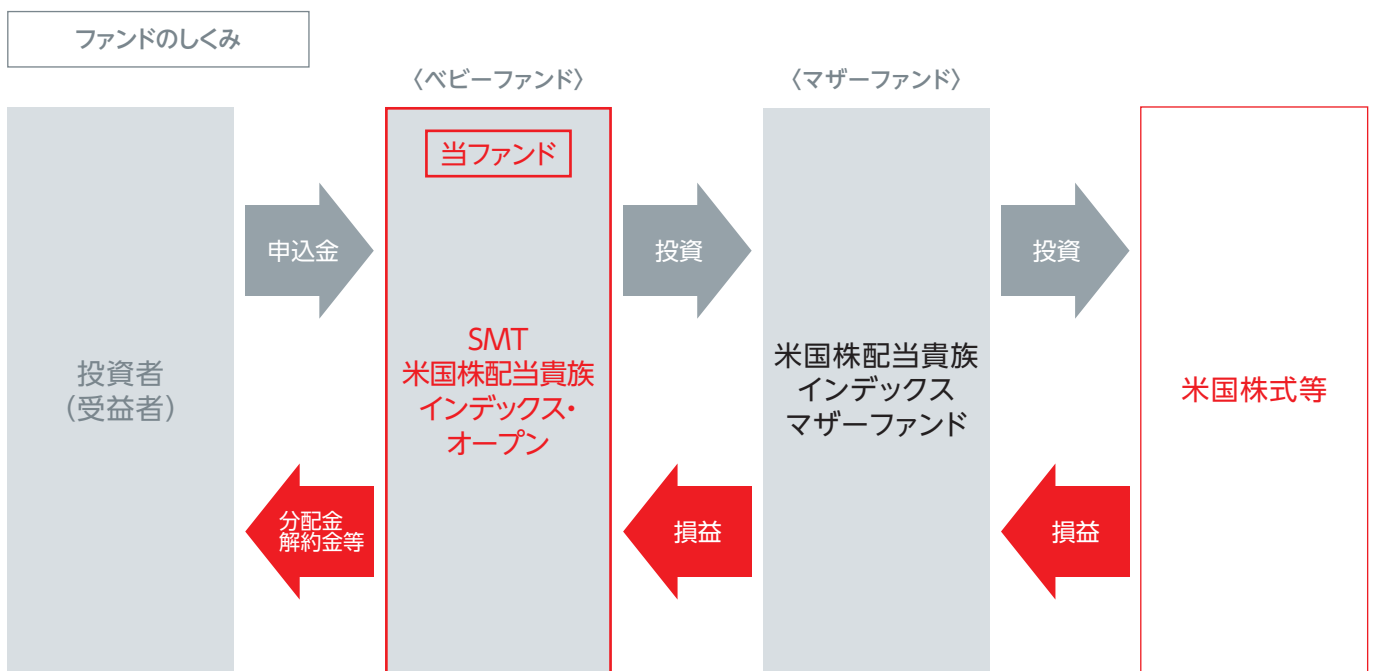 ファンドのしくみ
〈ベビーファンド〉
〈マザーファンド〉
当ファンド
申込金
投資
投資
投資者
(受益者)
SMT
米国株配当貴族
インデックス・
オープン
米国株配当貴族
インデックス
マザーファンド
米国株式等
分配金
解約金等
損益
損益